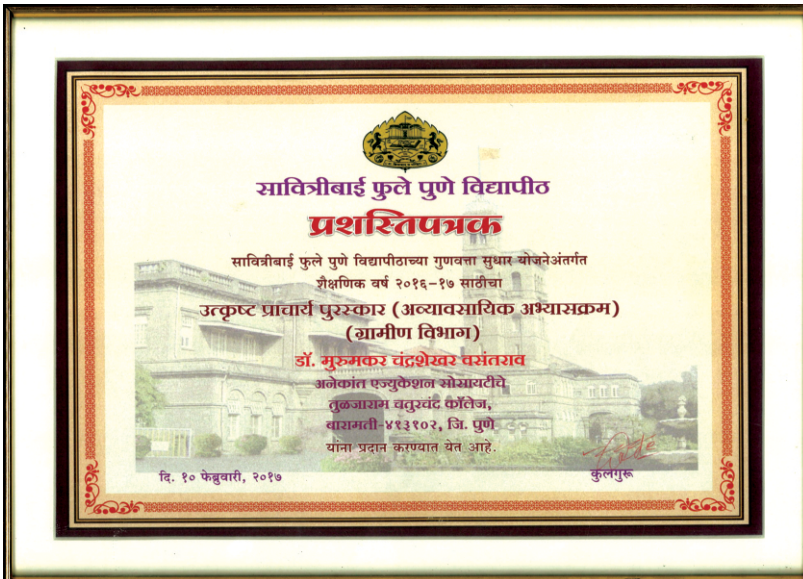 सावित्रीबाई फुले पुणे विद्यापीठ
प्रशस्तिपत्रक
सावित्रीबाई फुले पुणे विद्यापीठाच्या गुणवत्ता सुधार योजनेअंतर्गत
शैक्षणिक वर्ष २०१६-१७ साठीचा
उत्कृष्ट प्राचार्य पुरस्कार (अव्यावसायिक अभ्यासक्रम)
(ग्रामीण विभाग)
डॉ. मुरुमकर चंद्रशेखर वसंतराव
अनेकांत एज्युकेशन सोसायटीचे
तुळजाराम चतुरचंद कॉलेज,
बारामती-४१३१०२, जि. पुणे
याना प्रदान करण्यात येत आहे.
दि. १० फेब्रुवारी, २०१७
कुलगुरू